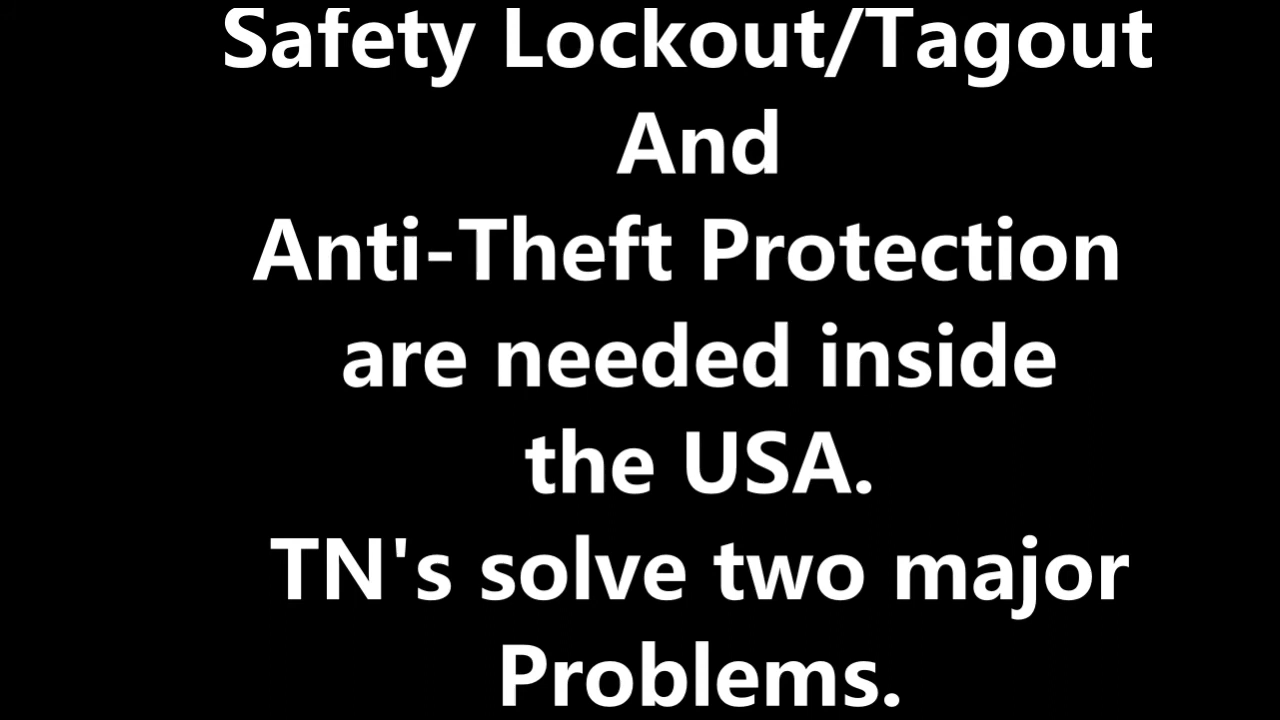 Safety Lockout/Tagout
And
Anti-Theft Protection
are needed inside
the USA.
TN's solve two major
Problems.